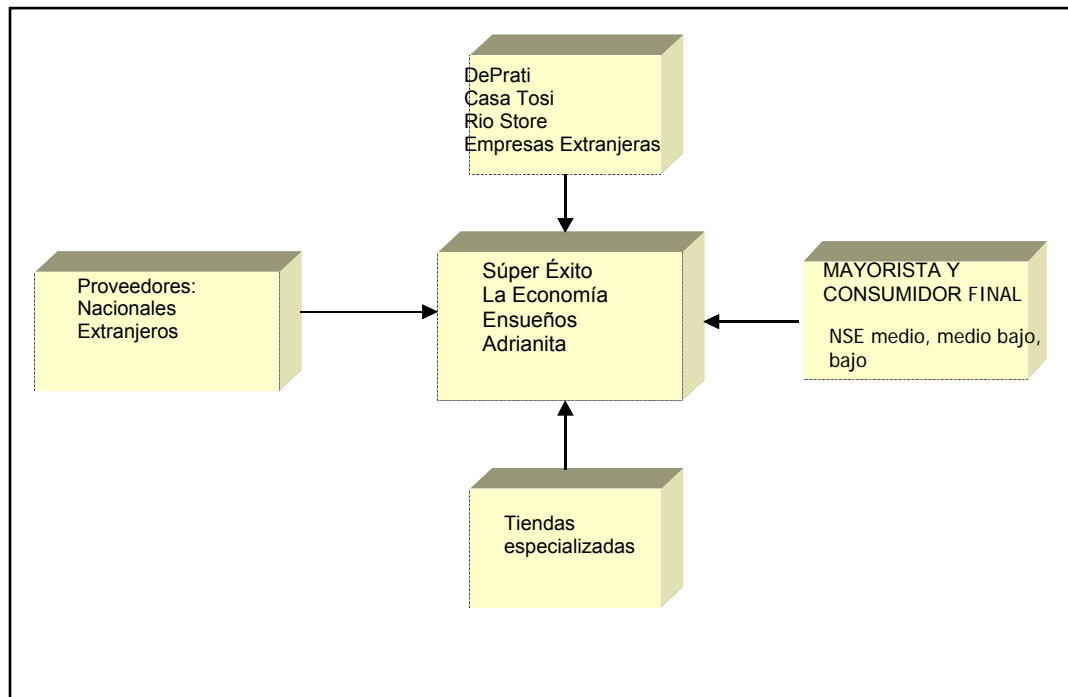 DePrati
Casa Tosi
Rio Store
Empresas Extranjeras
Proveedores:
Nacionales
Extranjeros
Súper Éxito
La Economía
Ensueños
Adrianita
MAYORISTA Y
CONSUMIDOR FINAL
NSE medio, medio bajo,
bajo
Tiendas
especializadas